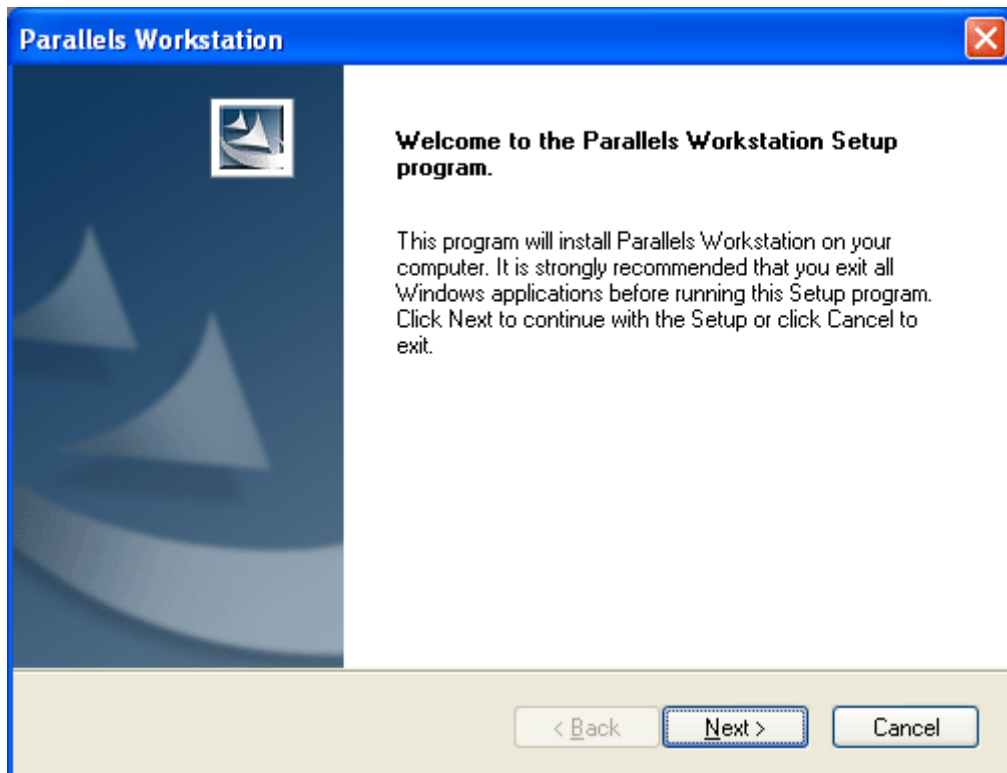 Parallels Workstation
Welcome to the Parallels Workstation Setup
program.
This program will install Parallels Workstation on your
computer. It is strongly recommended that you exit all
Windows applications before running this Setup program.
Click Next to continue with the Setup or click Cancel to
exit.
< Back Next > Cancel